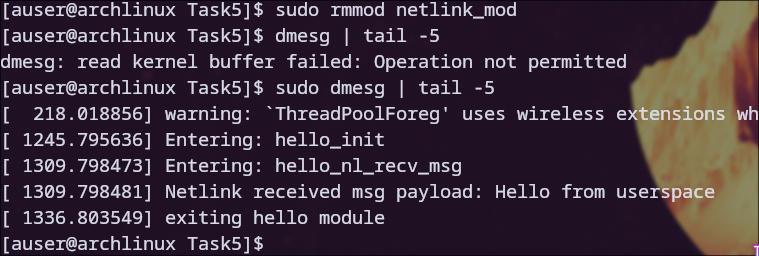 [auser@archlinux Task5]$ sudo rmmod netlink_mod
[auser@archlinux Task5]$ dmesg | tail -5
dmesg: read kernel buffer failed: Operation not permitted
[auser@archlinux Task5]$ sudo dmesg | tail -5
[  218.018856] warning: `ThreadPoolForeg' uses wireless extensions wh
[ 1245.795636] Entering: hello_init
[ 1309.798473] Entering: hello_nl_recv_msg
[ 1309.798481] Netlink received msg payload: Hello from userspace
[ 1336.803549] exiting hello module
[auser@archlinux Task5]$